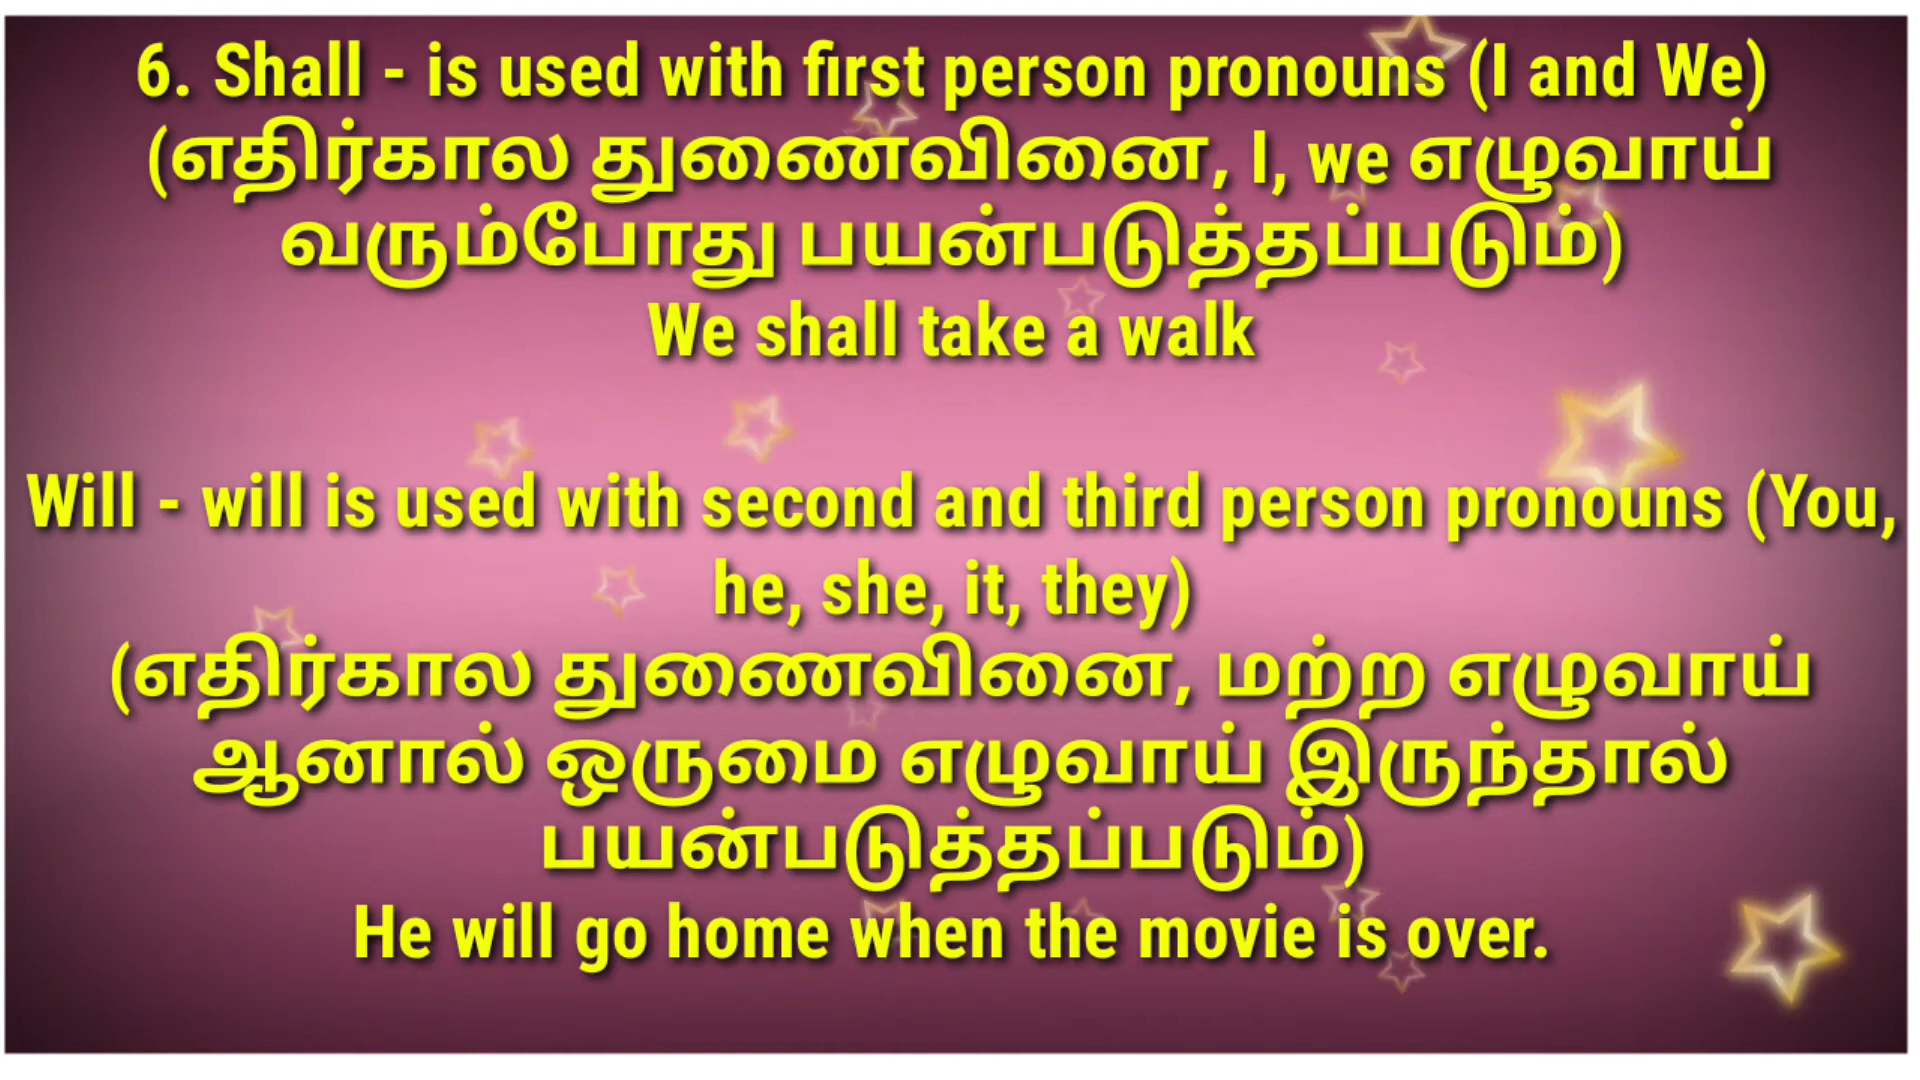 6. Shall - is used with first person pronouns (I and We)
(எதிர்கால துணைவினை, I, we எழுவாய்
வரும்போது பயன்படுத்தப்படும்)
We shall take a walk
Will - will is used with second and third person pronouns (You,
he, she, it, they)
(எதிர்கால துணைவினை, மற்ற எழுவாய்
ஆனால் ஒருமை எழுவாய் இருந்தால்
பயன்படுத்தப்படும்)
He will go home when the movie is over.